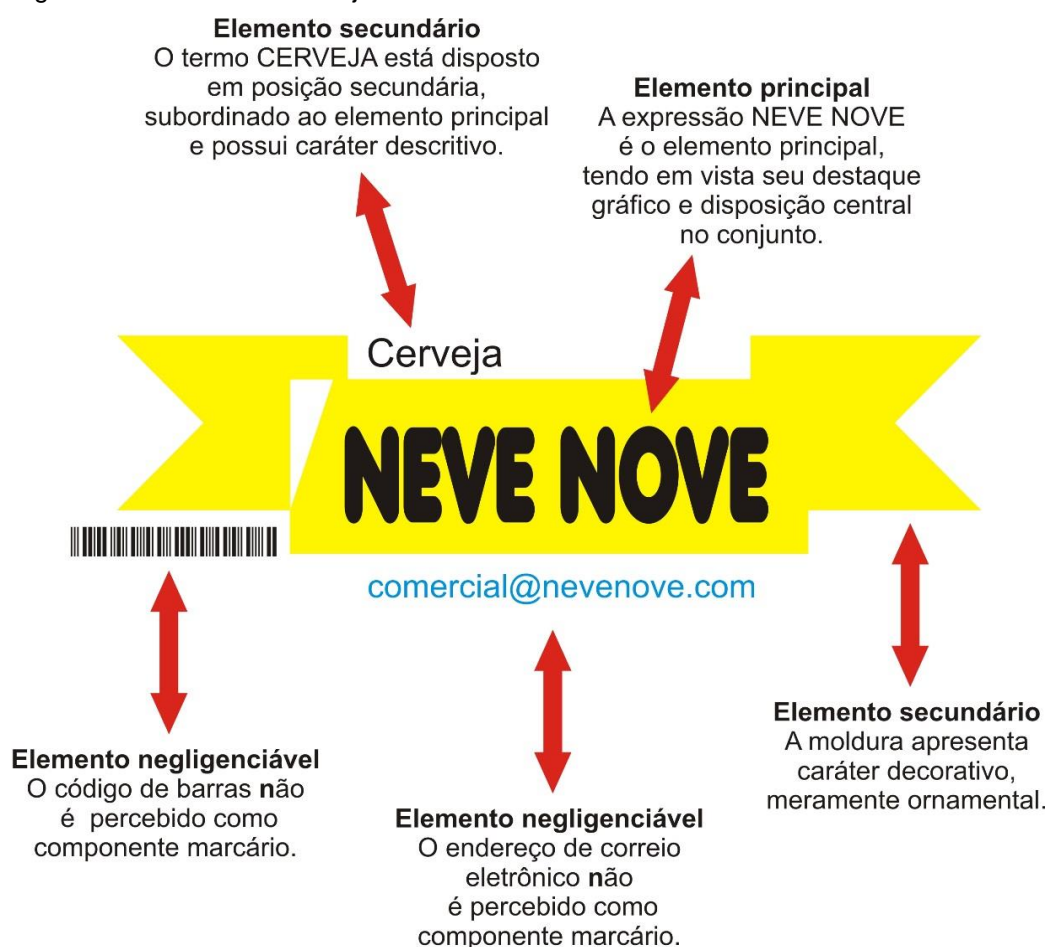 Elemento secundário
O termo CERVEJA está disposto
em posição secundária,
subordinado ao elemento principal
e possui caráter descritivo.
Elemento principal
A expressão NEVE NOVE
é o elemento principal,
tendo em vista seu destaque
gráfico e disposição central
no conjunto.
Cerveja
NEVE NOVE
comercial@nevenove.com
Elemento negligenciável
O código de barras não
é percebido como
componente marcário.
Elemento negligenciável
O endereço de correio
eletrônico não
é percebido como
componente marcário.
Elemento secundário
A moldura apresenta
caráter decorativo,
meramente ornamental.